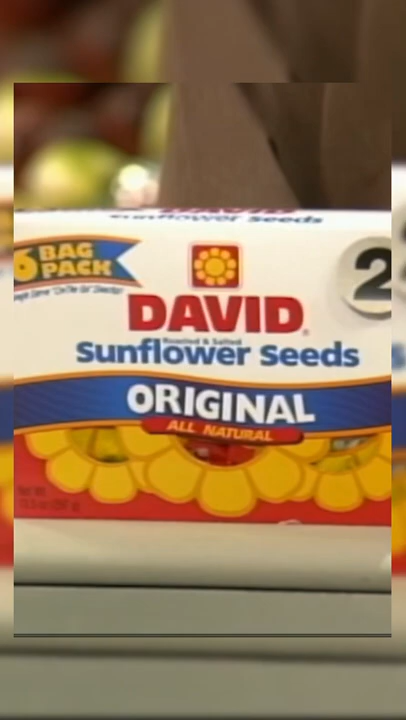 Sunflower Seeds
6 BAG
PACK
2
DAVID
Roasted & Salted
Sunflower Seeds
ORIGINAL
ALL NATURAL